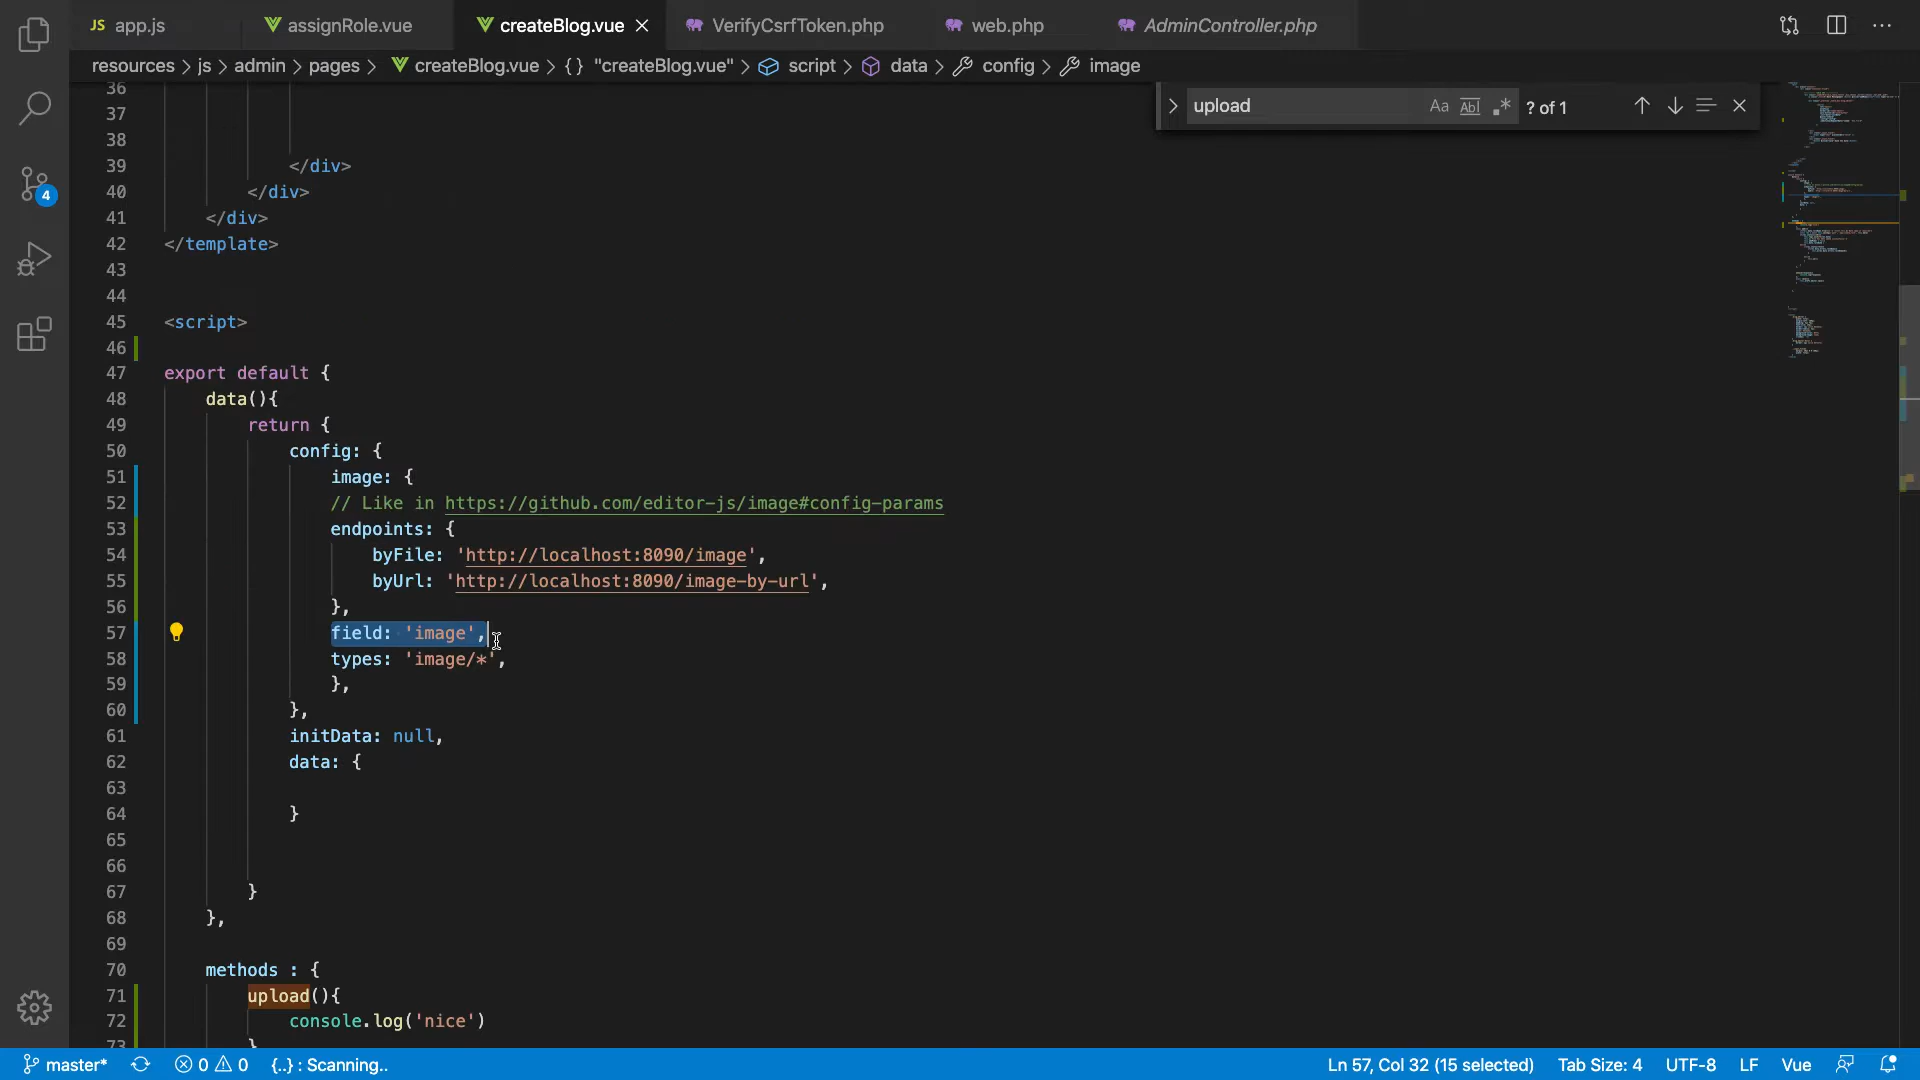 JS app.js assignRole.vue createBlog.vue VerifyCsrfToken.php web.php AdminController.php
resources > js > admin > pages > createBlog.vue > {} "createBlog.vue" > script > data > config > image
upload Aa Abl .* ? of 1
4
36
37
38
39 </div>
40 </div>
41 </div>
42 </template>
43
44
45 <script>
46
47 export default {
48 data(){
49 return {
50 config: {
51 image: {
52 // Like in https://github.com/editor-js/image#config-params
53 endpoints: {
54 byFile: 'http://localhost:8090/image',
55 byUrl: 'http://localhost:8090/image-by-url',
56 },
57 field: 'image',
58 types: 'image/*',
59 },
60 },
61 initData: null,
62 data: {
63
64 }
65
66
67 }
68 },
69
70 methods : {
71 upload(){
72 console.log('nice')
73 }
master* 0 0 {..} : Scanning.. Ln 57, Col 32 (15 selected) Tab Size: 4 UTF-8 LF Vue